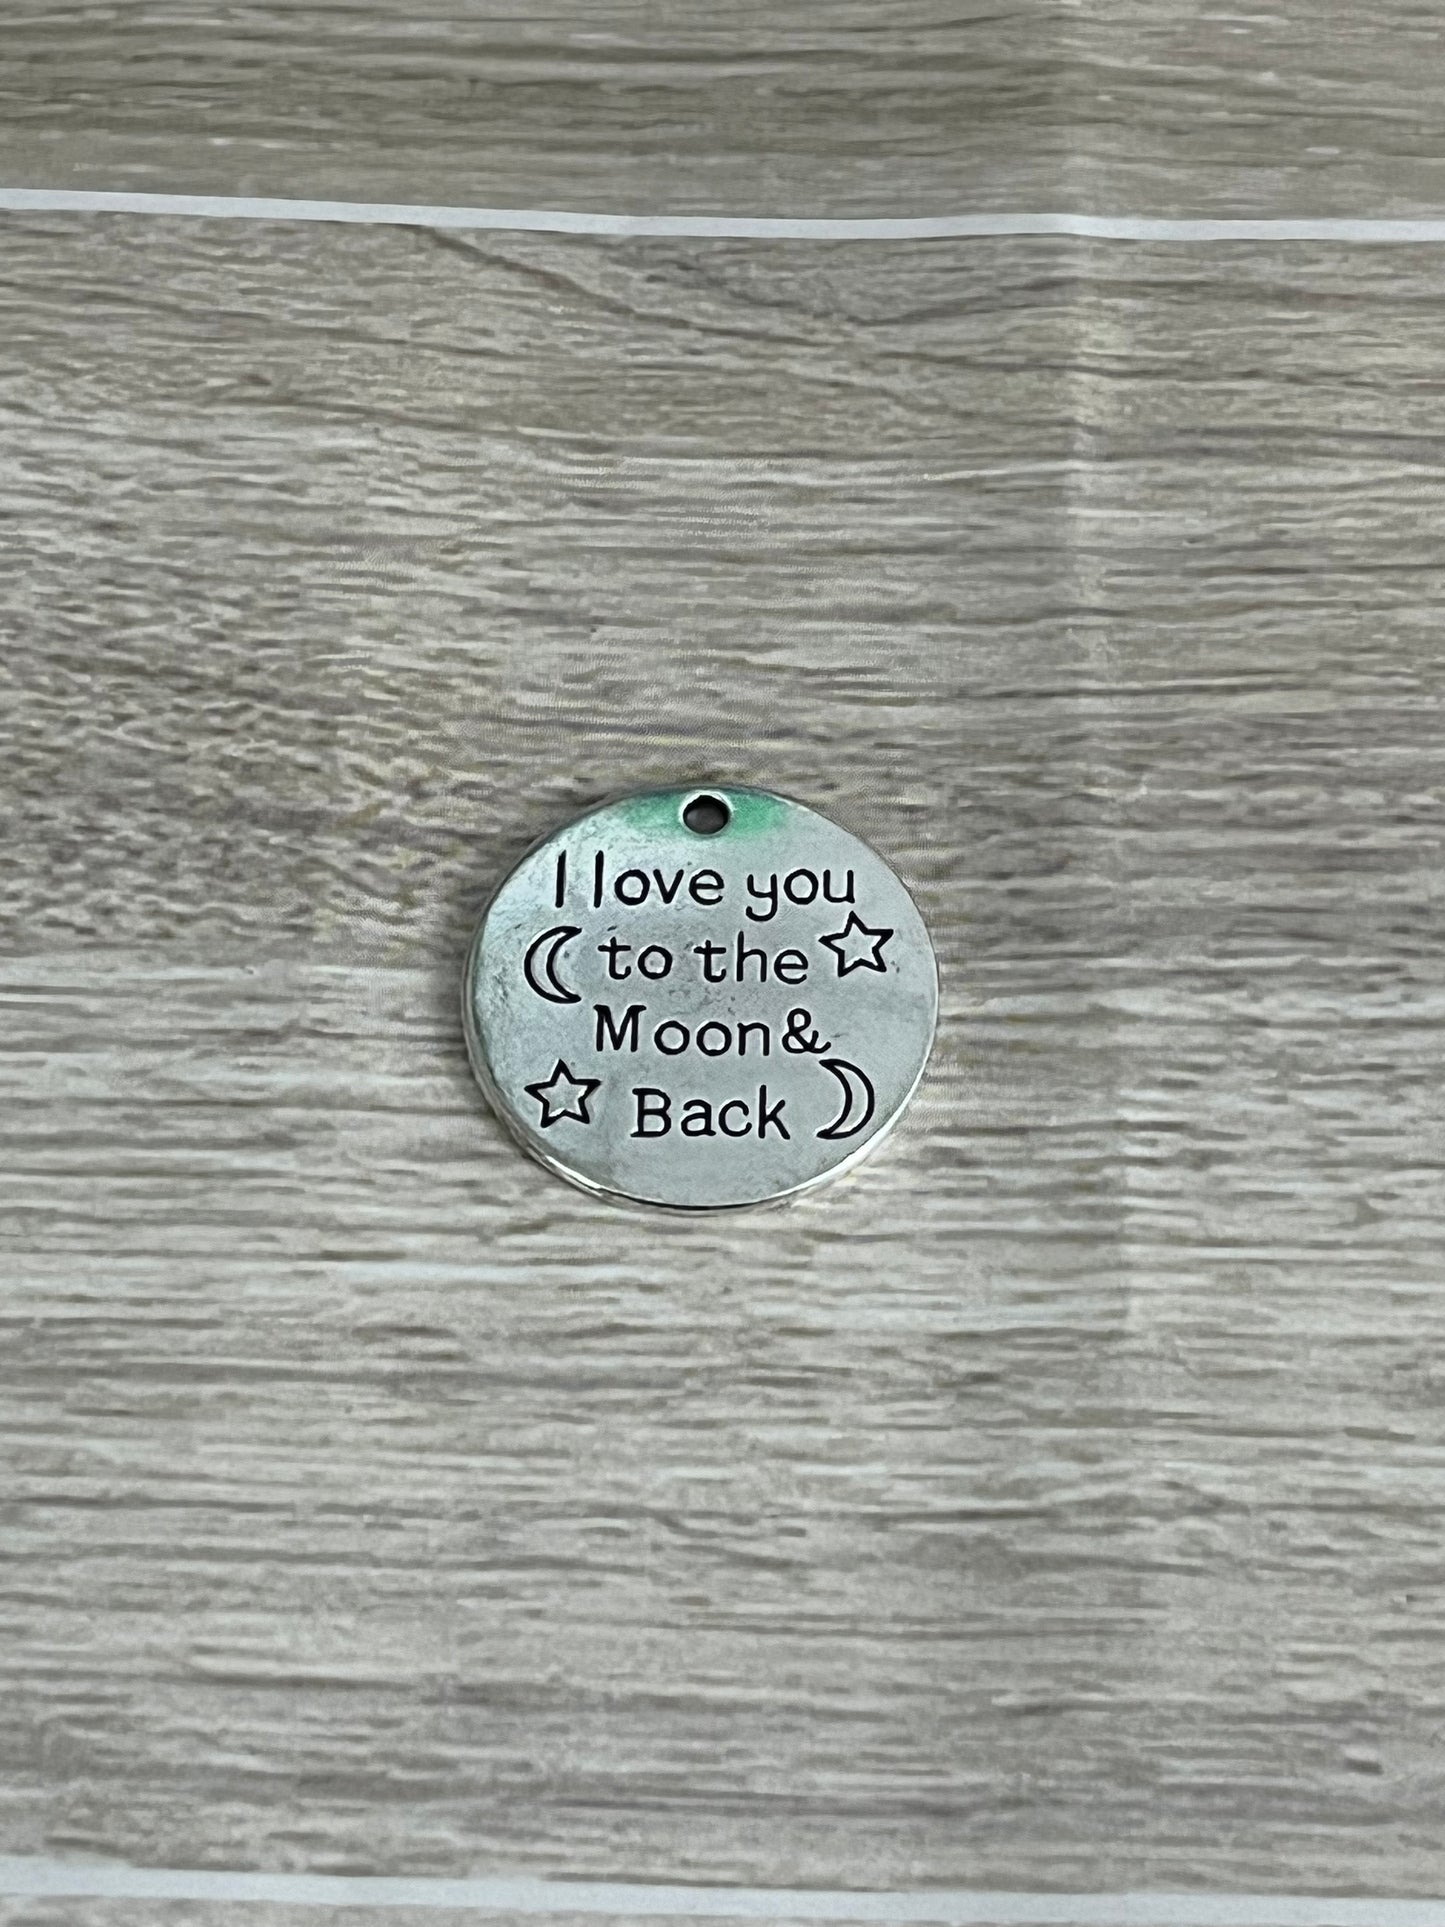 I love you
to the
Moon&
Back